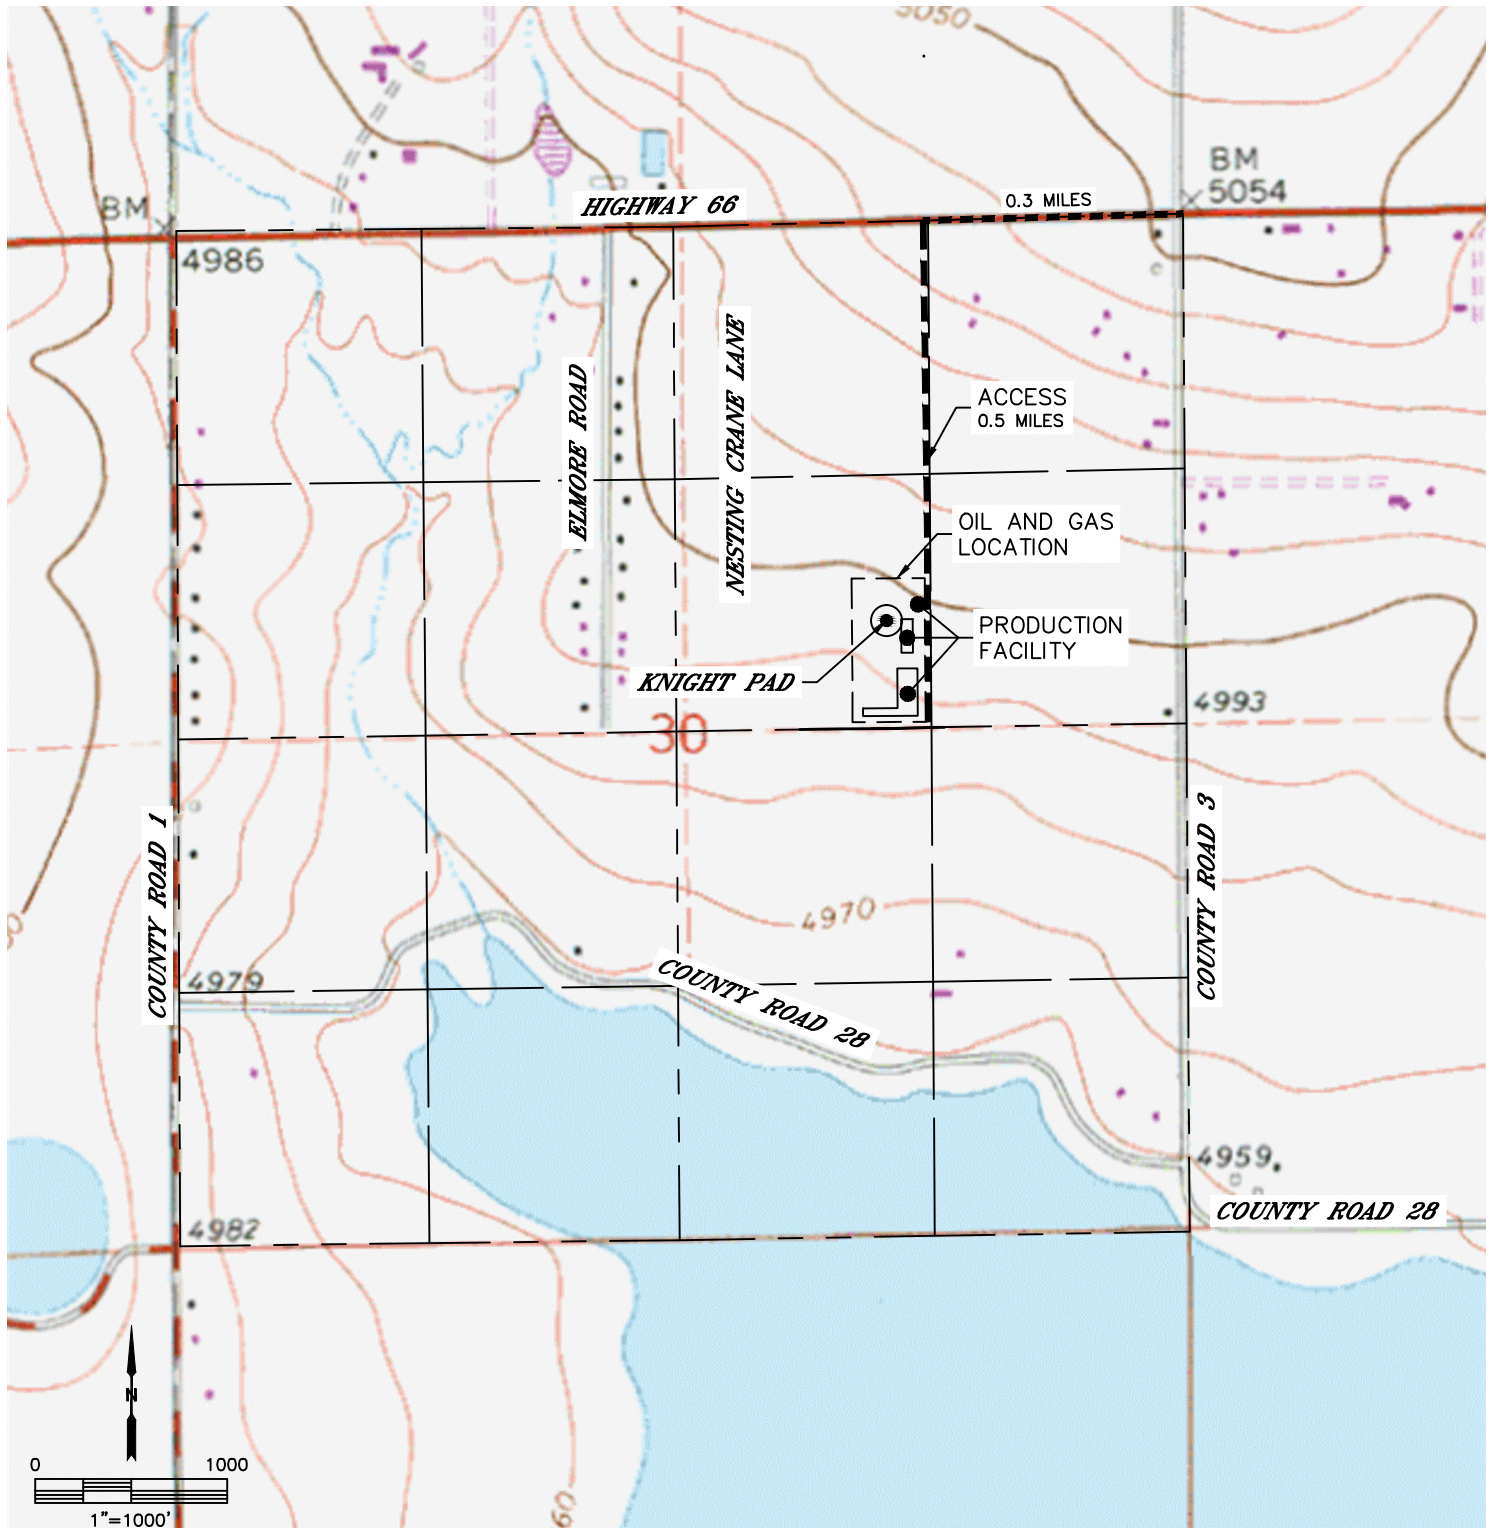 5050
BM
5054
BM
HIGHWAY 66
0.3 MILES
4986
ELMORE ROAD
NESTING CRANE LANE
ACCESS
0.5 MILES
OIL AND GAS
LOCATION
PRODUCTION
FACILITY
KNIGHT PAD
4993
30
COUNTY ROAD 1
COUNTY ROAD 3
4970
COUNTY ROAD 28
4979
4959
COUNTY ROAD 28
4982
N
0 1000
1"=1000'
60